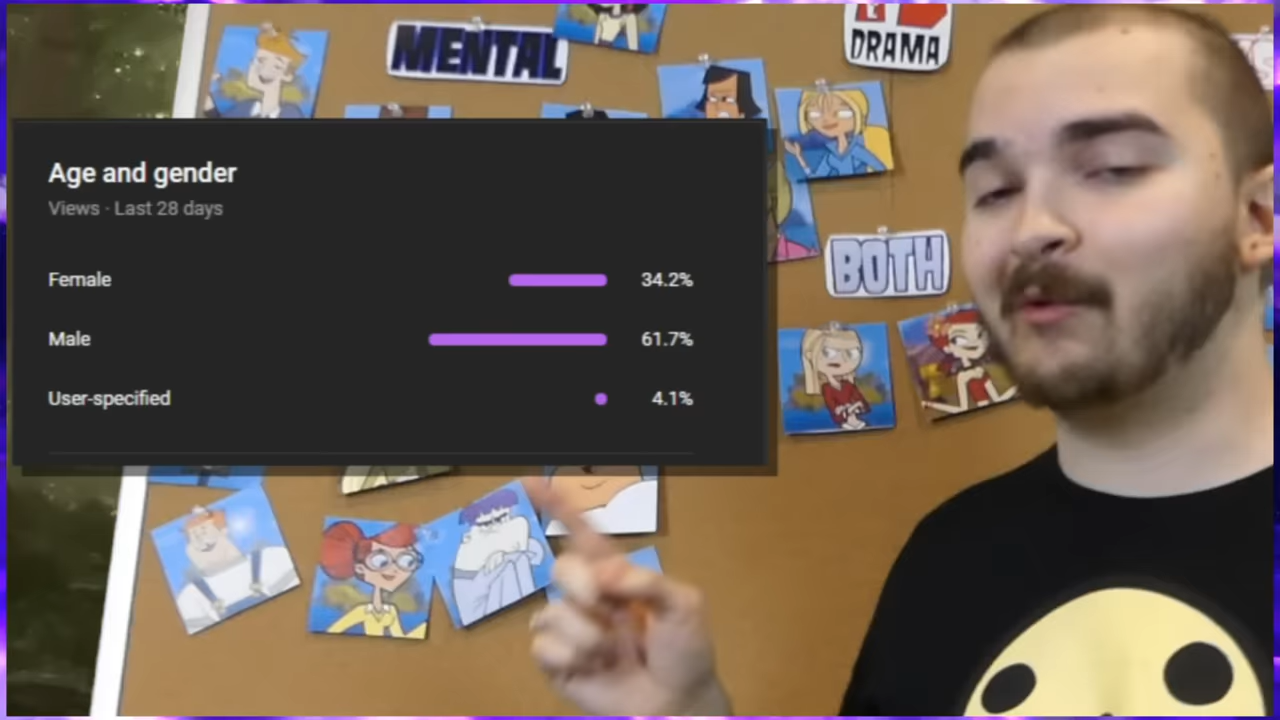 MENTAL
DRAMA
Age and gender
Views · Last 28 days
Female 34.2%
Male 61.7%
User-specified 4.1%
BOTH